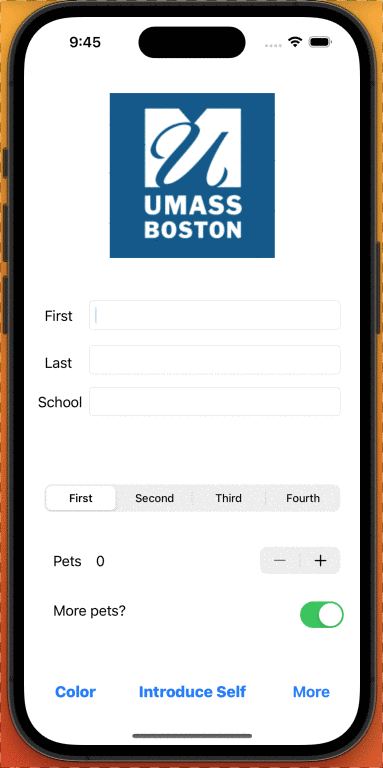 9:45
UMASS
BOSTON
First
Last
School
First Second Third Fourth
Pets 0
More pets?
Color Introduce Self More